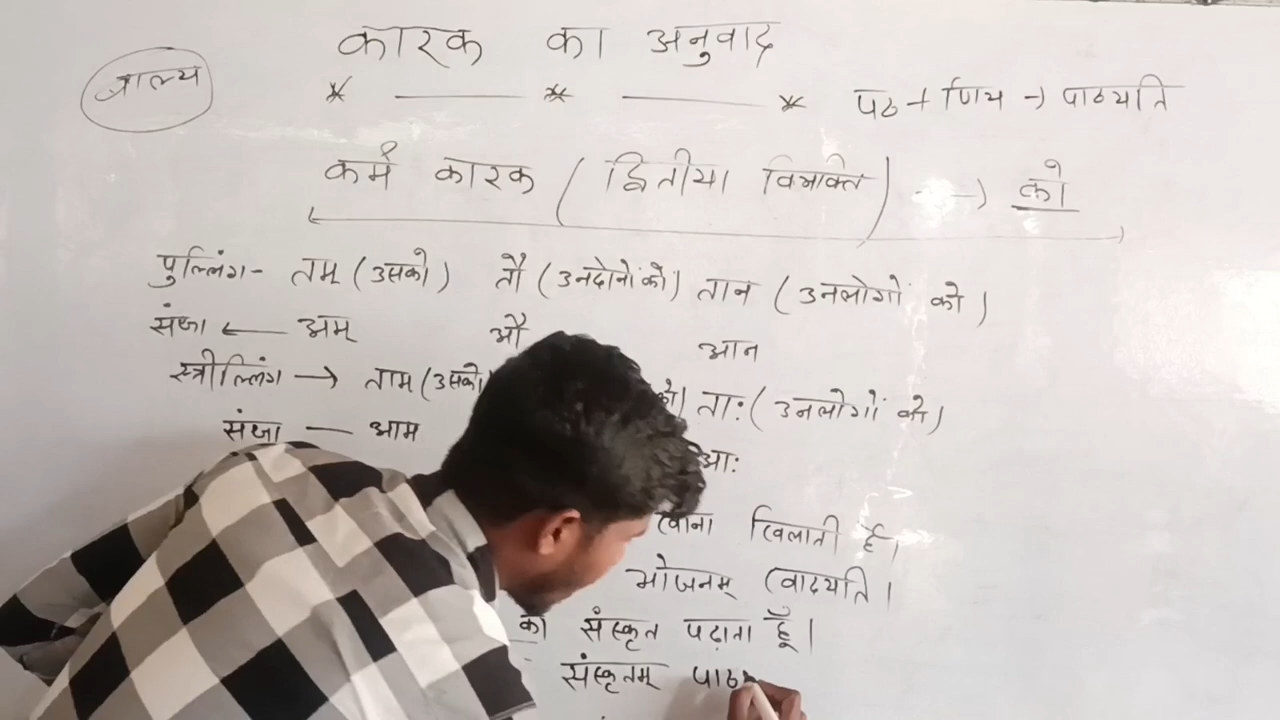 कारक का अनुवाद
* —— * —— * पठ + णिच → पाठयति
कर्म कारक ( द्वितीया विभक्ति ) --→ को
पुल्लिंग- तम् (उसको) तौ (उनदोनों को) तान (उनलोगों को)
संज्ञा ← अम् औ आन
स्त्रील्लिंग → ताम (उसको) को) ताः (उनलोगों को)
संज्ञा — आम आः
खाना खिलाती है।
भोजनम् खादयति।
को संस्कृत पढ़ाता हूँ।
संस्कृतम् पाठ